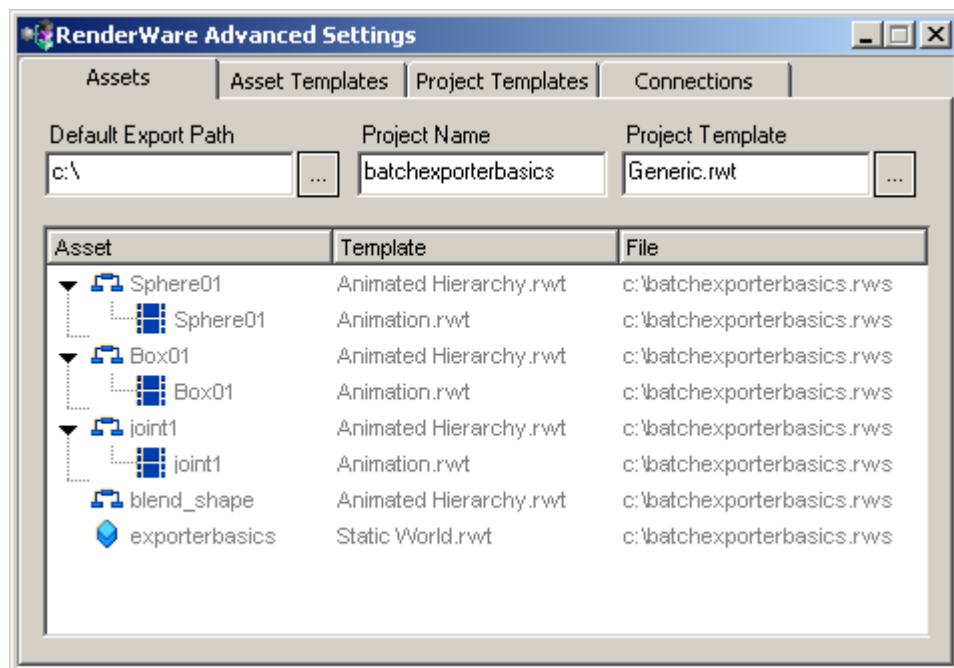 RenderWare Advanced Settings
Assets Asset Templates Project Templates Connections
Default Export Path Project Name Project Template
c:\ ... batchexporterbasics Generic.rwt ...
Asset Template File
Sphere01 Animated Hierarchy.rwt c:\batchexporterbasics.rws
Sphere01 Animation.rwt c:\batchexporterbasics.rws
Box01 Animated Hierarchy.rwt c:\batchexporterbasics.rws
Box01 Animation.rwt c:\batchexporterbasics.rws
joint1 Animated Hierarchy.rwt c:\batchexporterbasics.rws
joint1 Animation.rwt c:\batchexporterbasics.rws
blend_shape Animated Hierarchy.rwt c:\batchexporterbasics.rws
exporterbasics Static World.rwt c:\batchexporterbasics.rws